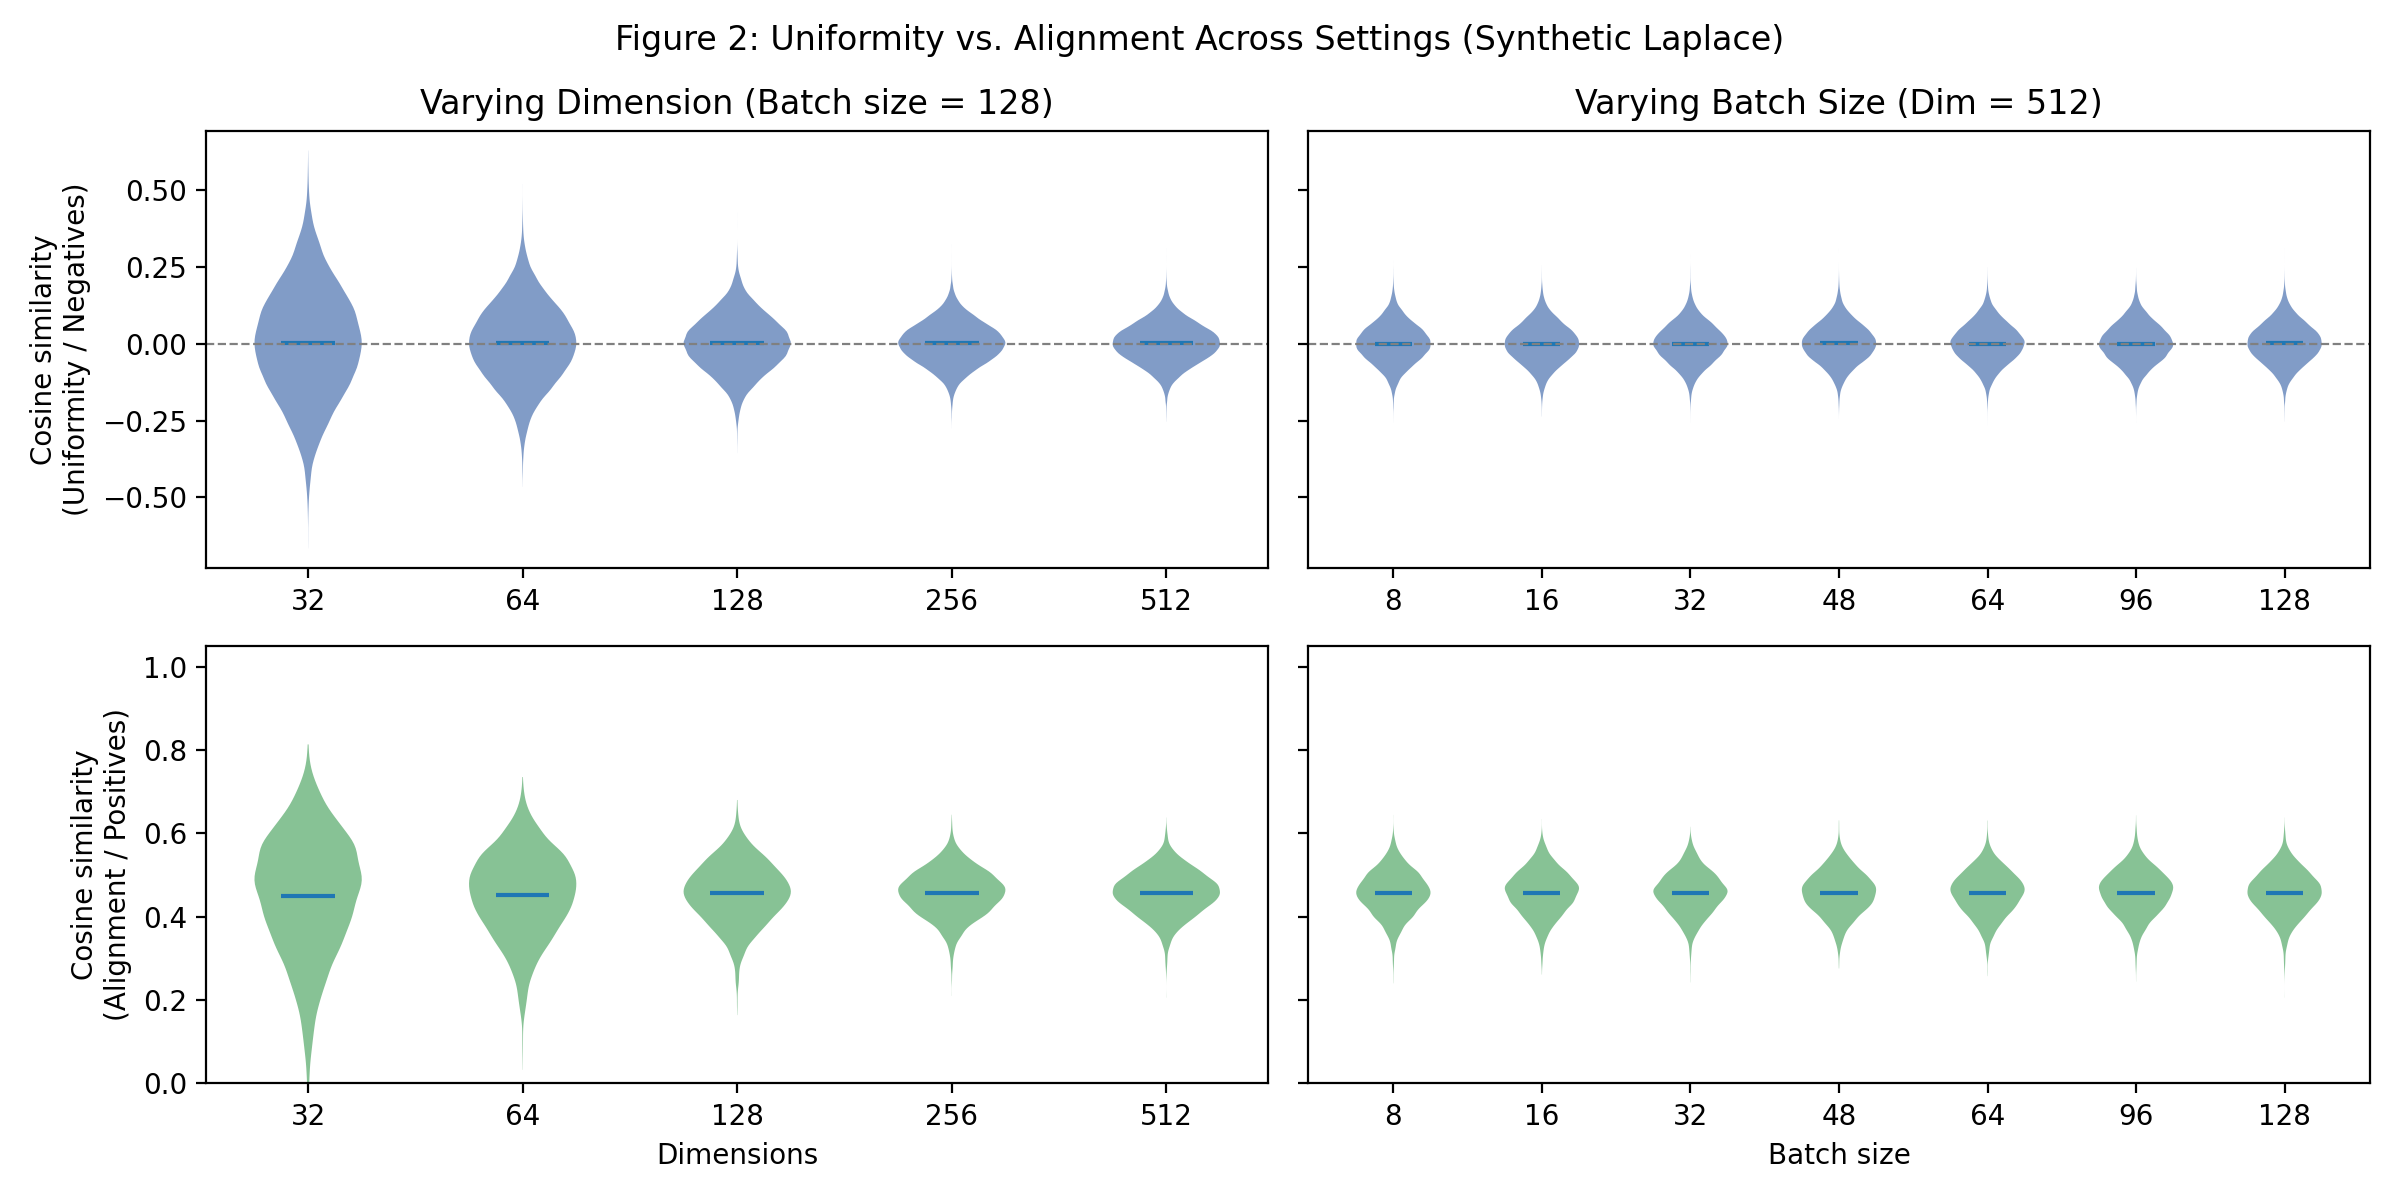 Figure 2: Uniformity vs. Alignment Across Settings (Synthetic Laplace)
Varying Dimension (Batch size = 128)
Varying Batch Size (Dim = 512)
Cosine similarity
(Uniformity / Negatives)
0.50
0.25
0.00
−0.25
−0.50
32 64 128 256 512
8 16 32 48 64 96 128
Cosine similarity
(Alignment / Positives)
1.0
0.8
0.6
0.4
0.2
0.0
32 64 128 256 512
Dimensions
8 16 32 48 64 96 128
Batch size